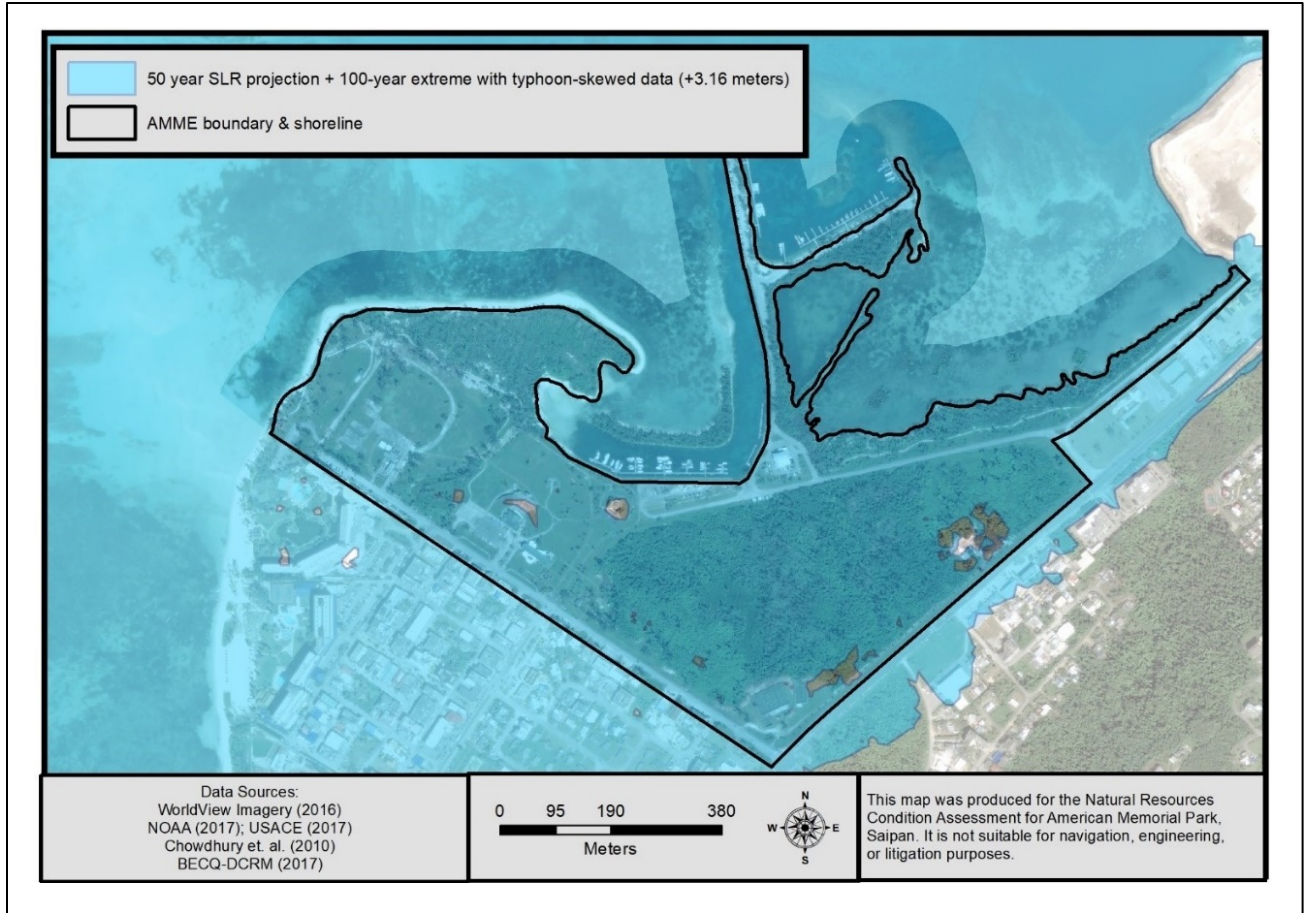 50 year SLR projection + 100-year extreme with typhoon-skewed data (+3.16 meters)
AMME boundary & shoreline
Data Sources:
WorldView Imagery (2016)
NOAA (2017); USACE (2017)
Chowdhury et. al. (2010)
BECQ-DCRM (2017)
0 95 190 380
Meters
N
W E
S
This map was produced for the Natural Resources
Condition Assessment for American Memorial Park,
Saipan. It is not suitable for navigation, engineering,
or litigation purposes.